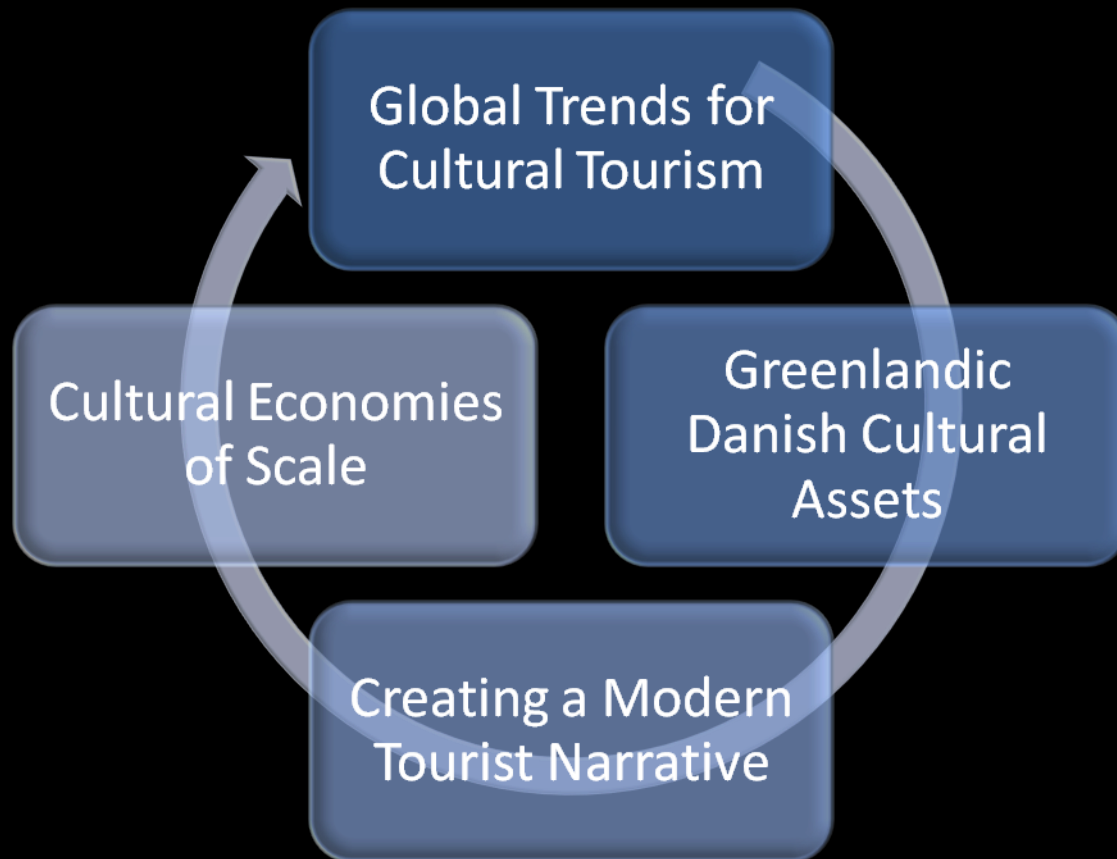 Global Trends for
Cultural Tourism
Greenlandic
Danish Cultural
Assets
Creating a Modern
Tourist Narrative
Cultural Economies
of Scale